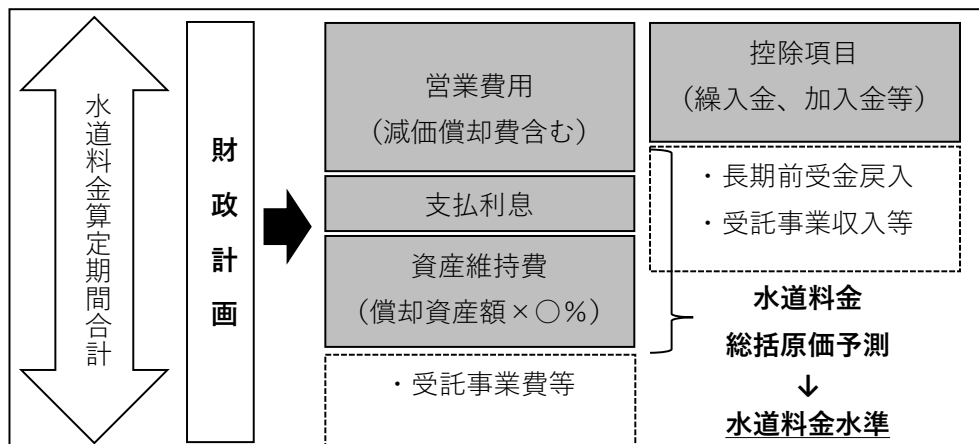 水道料金算定期間合計
財政計画
営業費用
（減価償却費含む）
支払利息
資産維持費
（償却資産額×○％）
・受託事業費等
控除項目
（繰入金、加入金等）
・長期前受金戻入
・受託事業収入等
水道料金
総括原価予測
↓
水道料金水準